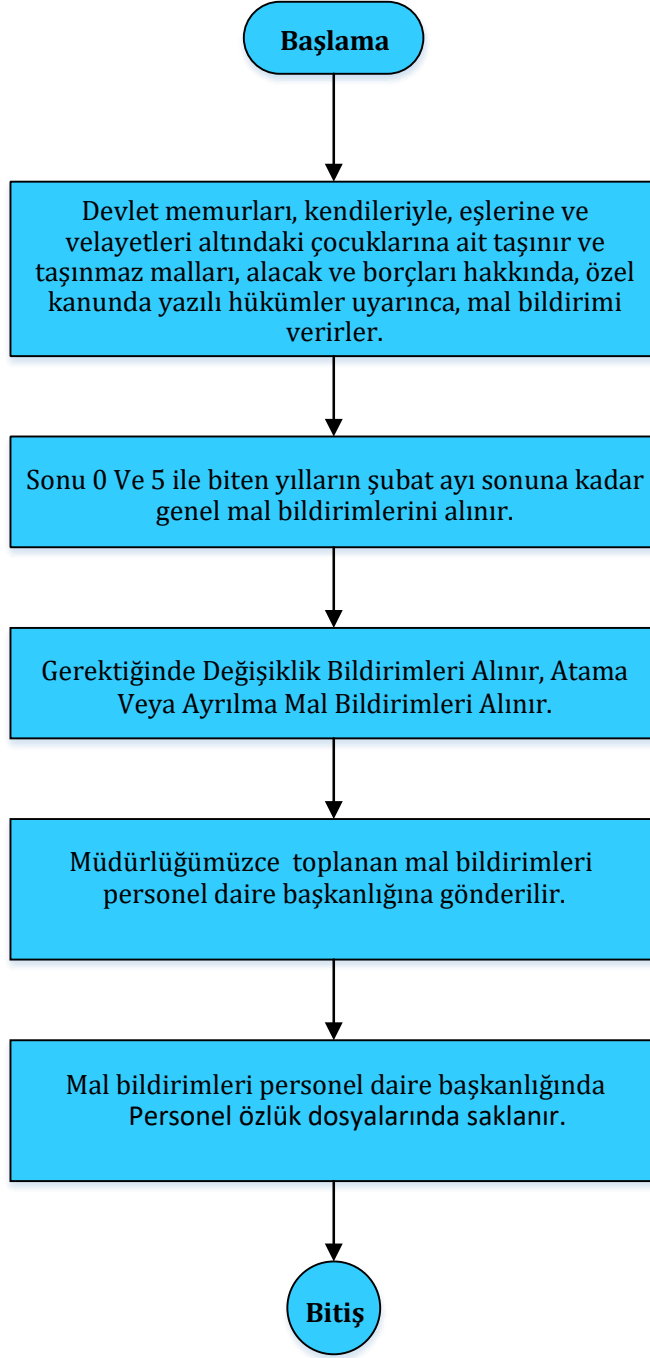 Başlama
Devlet memurları, kendileriyle, eşlerine ve
velayetleri altındaki çocuklarına ait taşınır ve
taşınmaz malları, alacak ve borçları hakkında, özel
kanunda yazılı hükümler uyarınca, mal bildirimi
verirler.
Sonu 0 Ve 5 ile biten yılların şubat ayı sonuna kadar
genel mal bildirimlerini alınır.
Gerektiğinde Değişiklik Bildirimleri Alınır, Atama
Veya Ayrılma Mal Bildirimleri Alınır.
Müdürlüğümüzce toplanan mal bildirimleri
personel daire başkanlığına gönderilir.
Mal bildirimleri personel daire başkanlığında
Personel özlük dosyalarında saklanır.
Bitiş